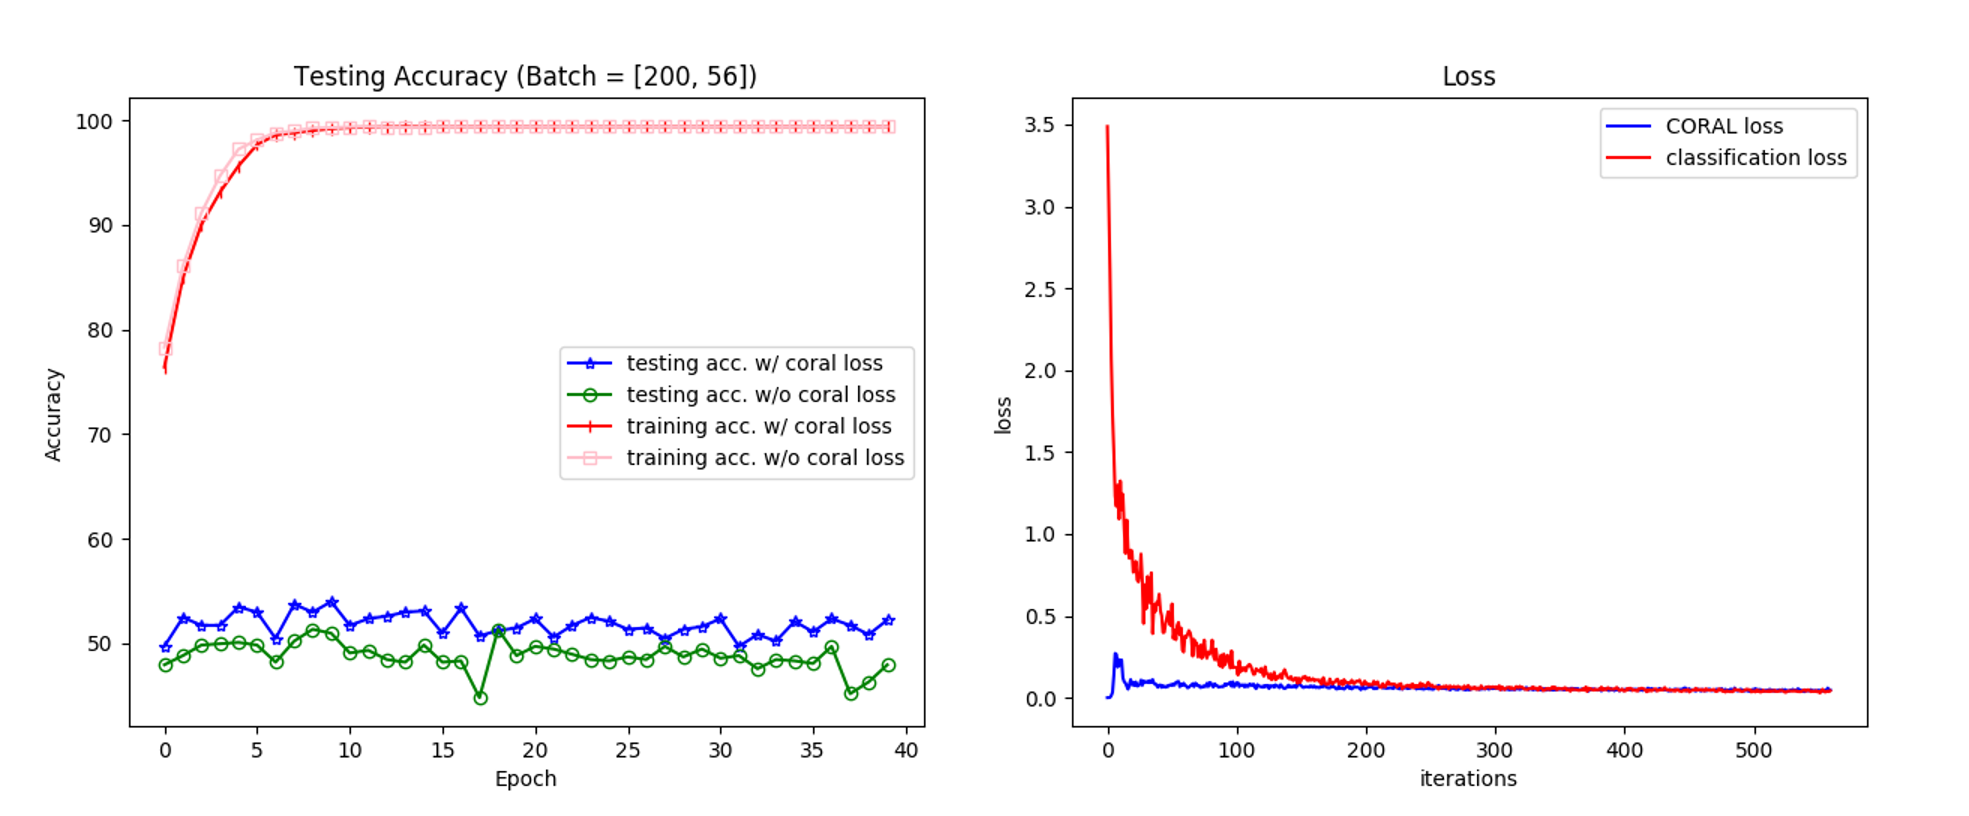 Testing Accuracy (Batch = [200, 56])
100
90
80
70
60
50
Accuracy
testing acc. w/ coral loss
testing acc. w/o coral loss
training acc. w/ coral loss
training acc. w/o coral loss
0 5 10 15 20 25 30 35 40
Epoch
Loss
3.5
3.0
2.5
2.0
1.5
1.0
0.5
0.0
loss
CORAL loss
classification loss
0 100 200 300 400 500
iterations